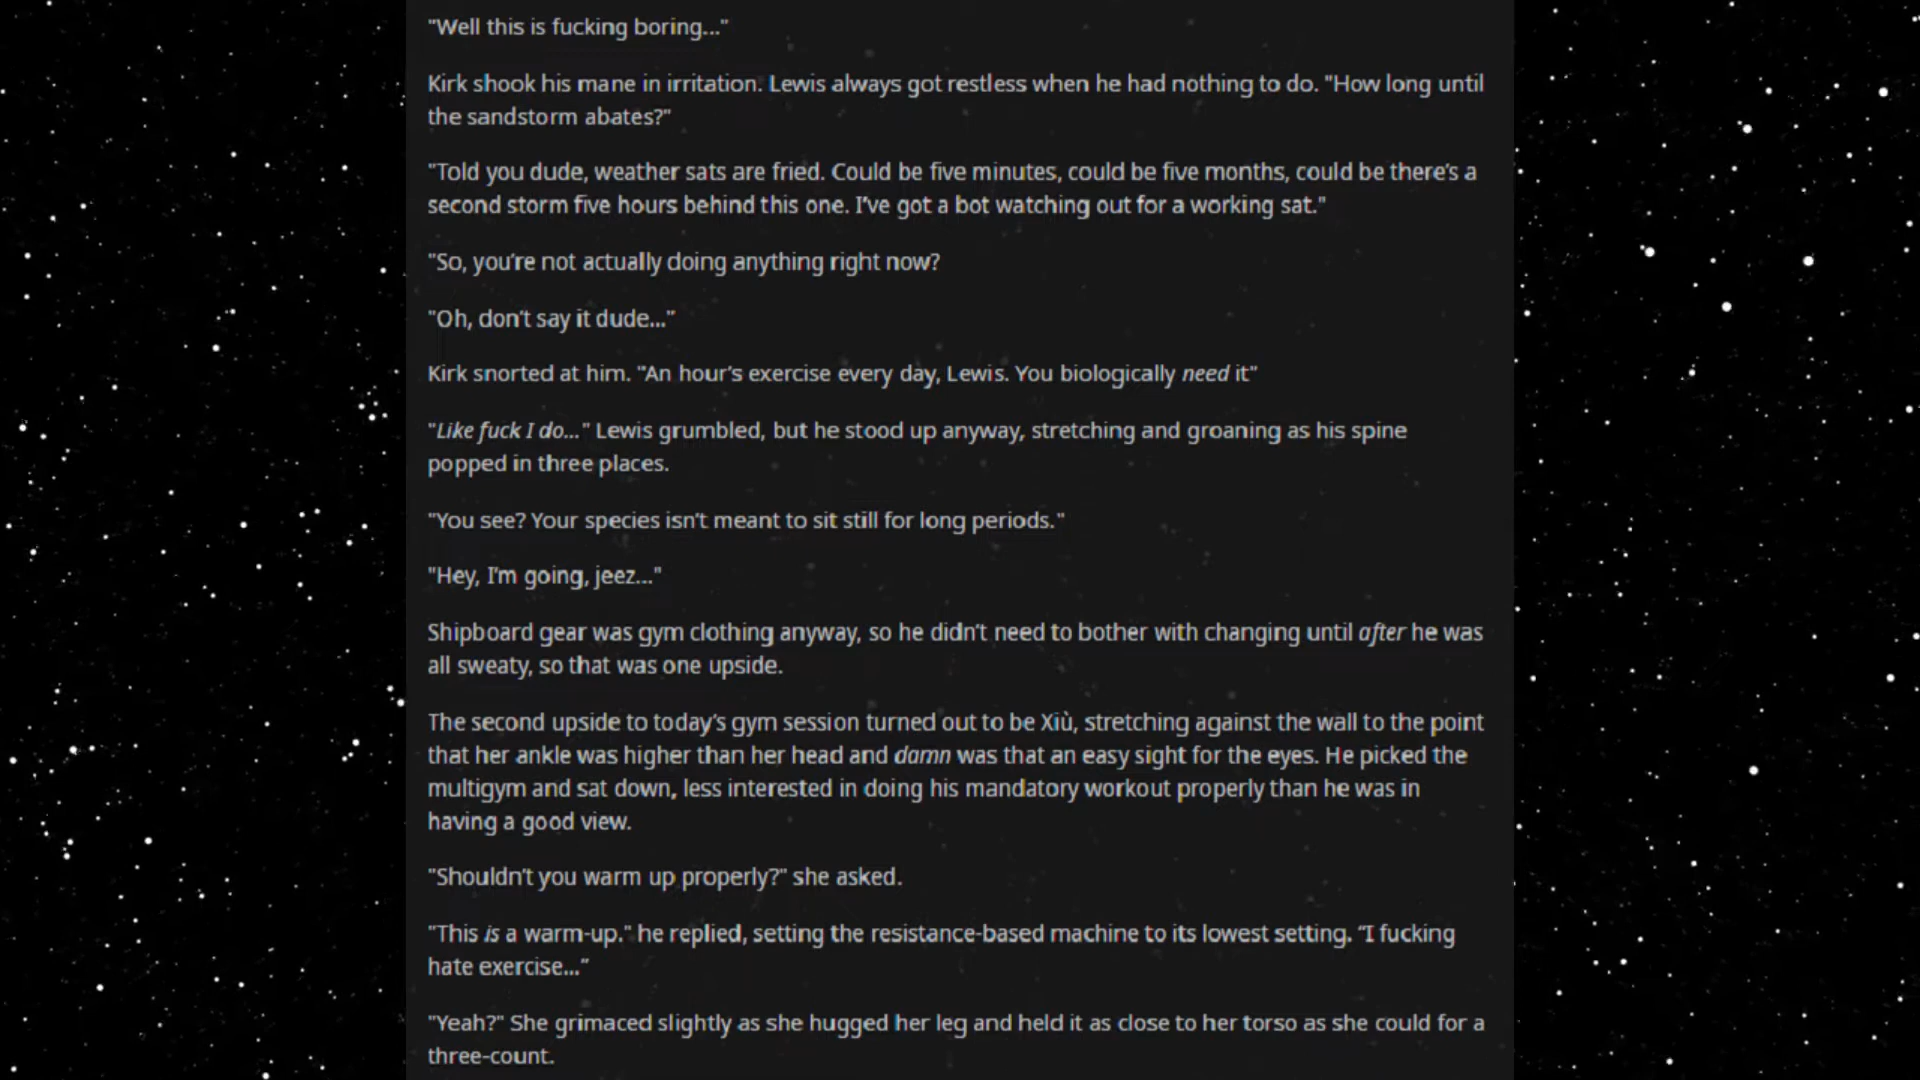 "Well this is fucking boring..."
Kirk shook his mane in irritation. Lewis always got restless when he had nothing to do. "How long until
the sandstorm abates?"
"Told you dude, weather sats are fried. Could be five minutes, could be five months, could be there's a
second storm five hours behind this one. I've got a bot watching out for a working sat."
"So, you're not actually doing anything right now?
"Oh, don't say it dude..."
Kirk snorted at him. "An hour's exercise every day, Lewis. You biologically need it"
"Like fuck I do..." Lewis grumbled, but he stood up anyway, stretching and groaning as his spine
popped in three places.
"You see? Your species isn't meant to sit still for long periods."
"Hey, I'm going, jeez..."
Shipboard gear was gym clothing anyway, so he didn't need to bother with changing until after he was
all sweaty, so that was one upside.
The second upside to today's gym session turned out to be Xiù, stretching against the wall to the point
that her ankle was higher than her head and damn was that an easy sight for the eyes. He picked the
multigym and sat down, less interested in doing his mandatory workout properly than he was in
having a good view.
"Shouldn't you warm up properly?" she asked.
"This is a warm-up." he replied, setting the resistance-based machine to its lowest setting. “I fucking
hate exercise...”
"Yeah?" She grimaced slightly as she hugged her leg and held it as close to her torso as she could for a
three-count.